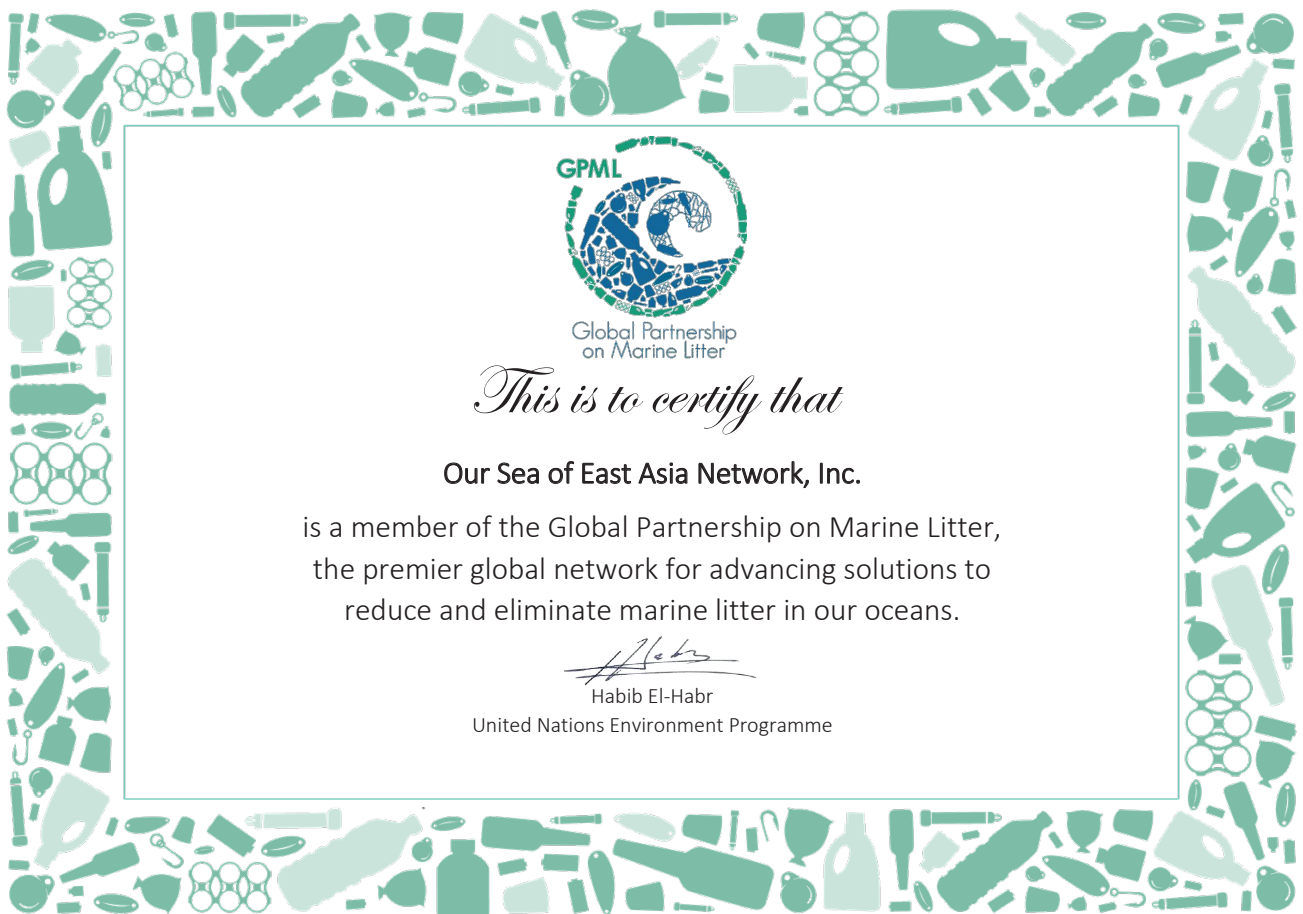 GPML
Global Partnership
on Marine Litter
This is to certify that
Our Sea of East Asia Network, Inc.
is a member of the Global Partnership on Marine Litter,
the premier global network for advancing solutions to
reduce and eliminate marine litter in our oceans.
Habib El-Habr
United Nations Environment Programme